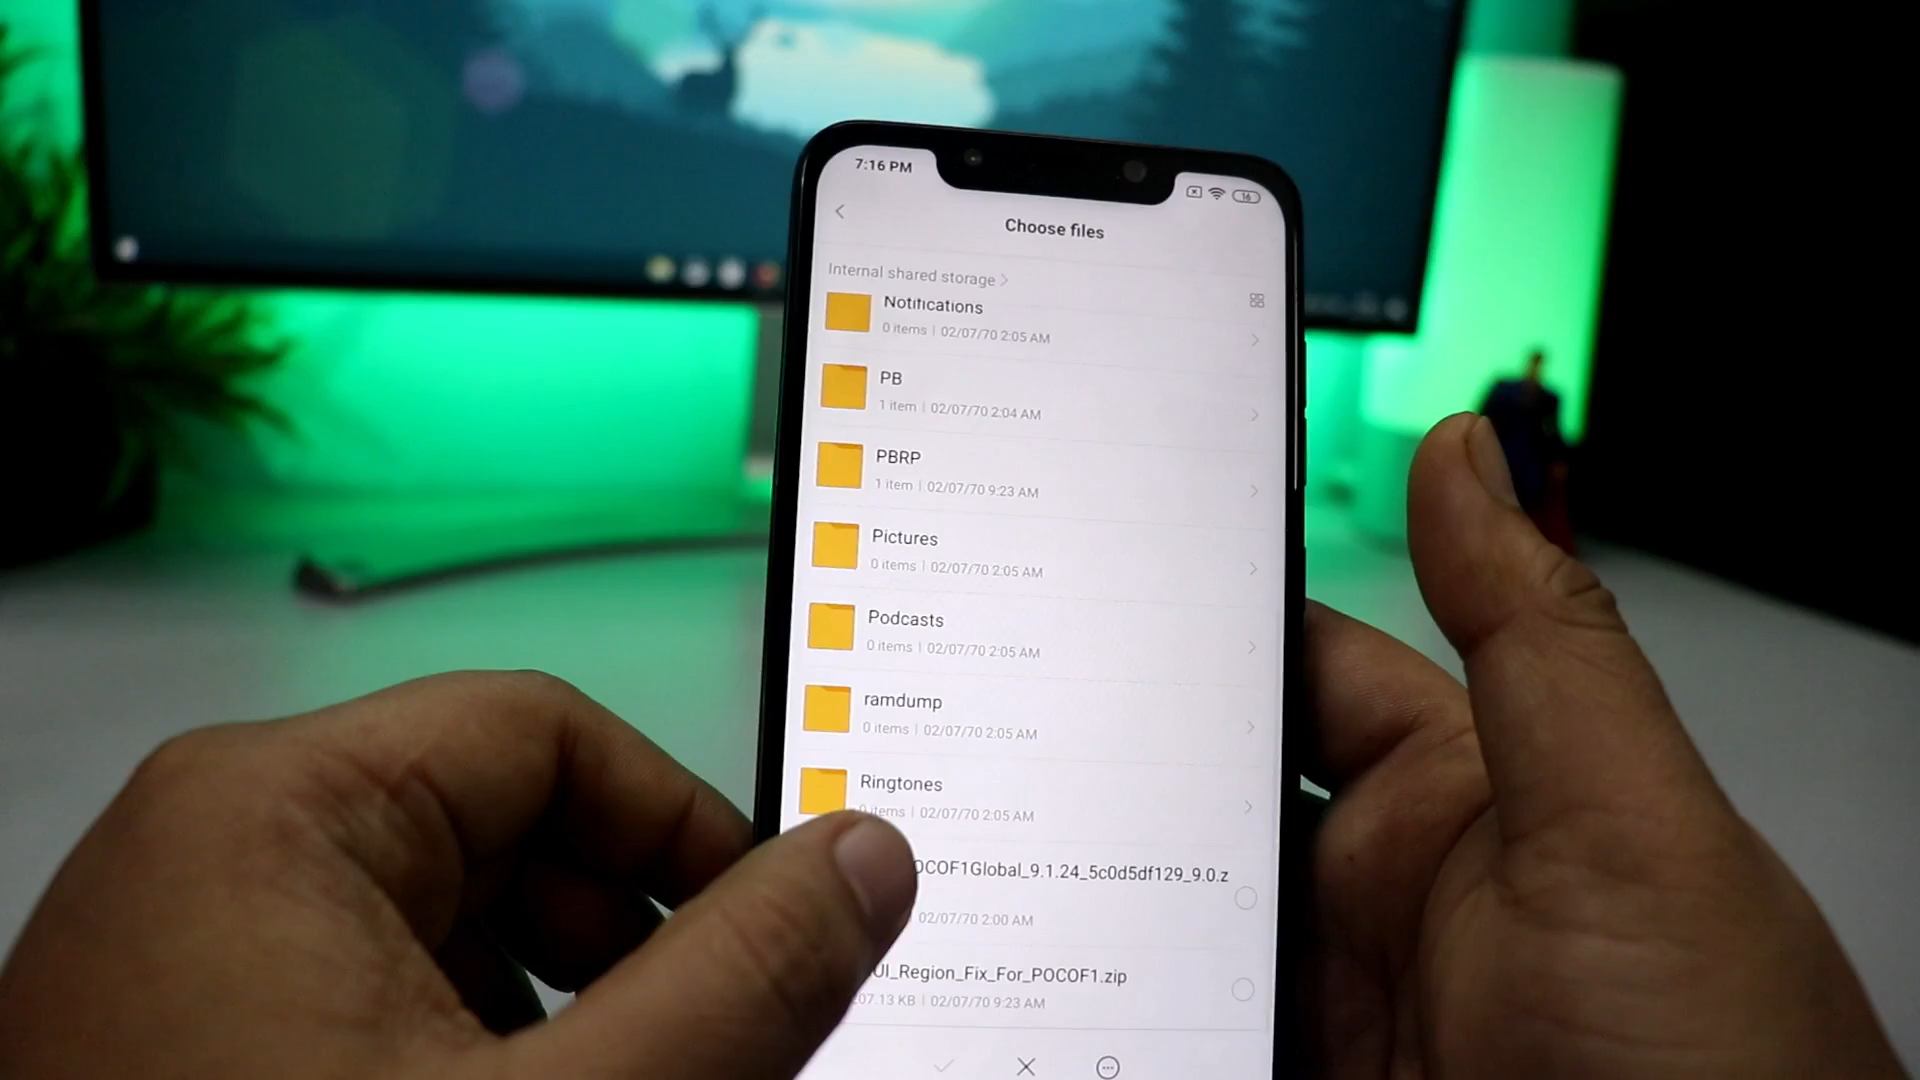 7:16 PM
16
Choose files
Internal shared storage
Notifications
0 items | 02/07/70 2:05 AM
PB
1 item | 02/07/70 2:04 AM
PBRP
1 item | 02/07/70 9:23 AM
Pictures
0 items | 02/07/70 2:05 AM
Podcasts
0 items | 02/07/70 2:05 AM
ramdump
0 items | 02/07/70 2:05 AM
Ringtones
0 items | 02/07/70 2:05 AM
OCOF1Global_9.1.24_5c0d5df129_9.0.z
02/07/70 2:00 AM
UI_Region_Fix_For_POCOF1.zip
207.13 KB | 02/07/70 9:23 AM